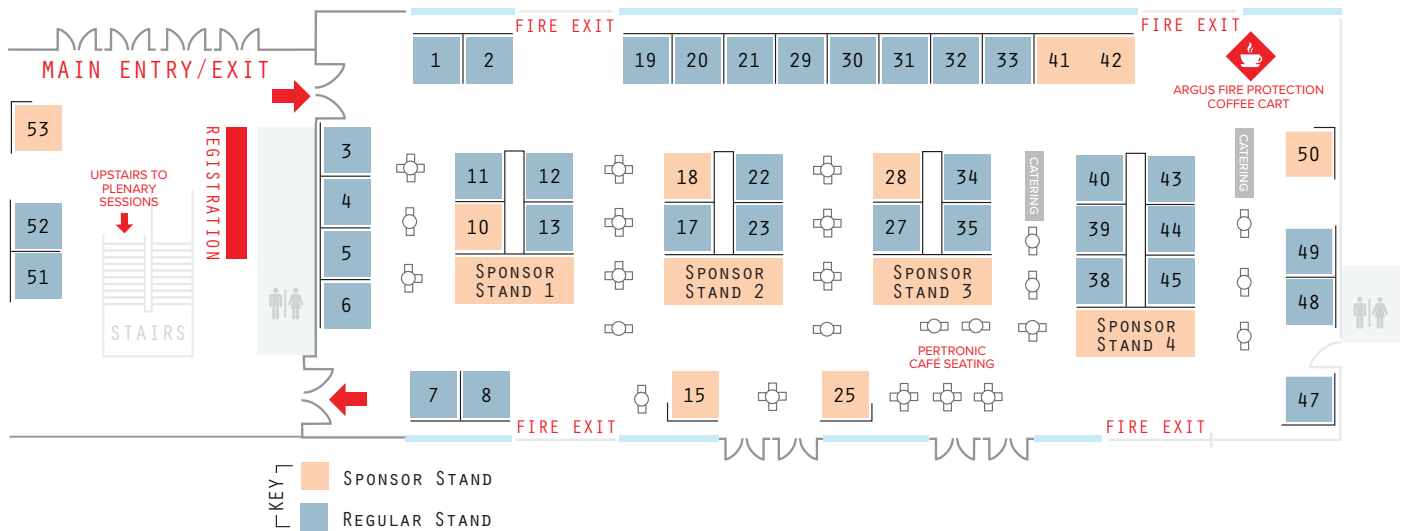 FIRE EXIT
FIRE EXIT
MAIN ENTRY/EXIT
1
2
19
20
21
29
30
31
32
33
41
42
ARGUS FIRE PROTECTION
COFFEE CART
53
REGISTRATION
3
4
5
6
UPSTAIRS TO
PLENARY
SESSIONS
52
51
STAIRS
11
12
10
13
SPONSOR
STAND 1
18
22
17
23
SPONSOR
STAND 2
28
34
27
35
SPONSOR
STAND 3
CATERING
40
43
39
44
38
45
SPONSOR
STAND 4
CATERING
50
49
48
47
PERTRONIC
CAFÉ SEATING
7
8
15
25
FIRE EXIT
FIRE EXIT
KEY
SPONSOR STAND
REGULAR STAND